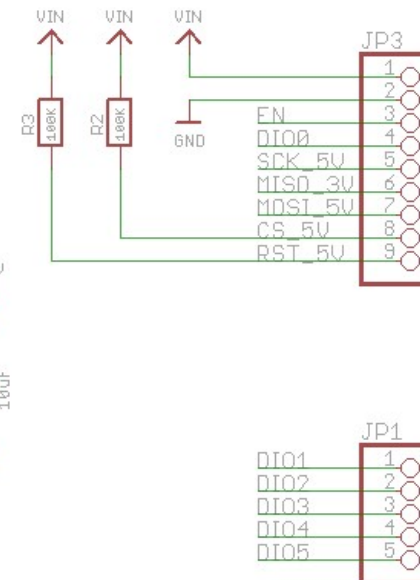 VIN VIN VIN
JP3
R3 100K R2 100K GND
1
2
EN 3
DIO0 4
SCK_5V 5
MISO_3V 6
MOSI_5V 7
CS_5V 8
RST_5V 9
10uF
JP1
DIO1 1
DIO2 2
DIO3 3
DIO4 4
DIO5 5